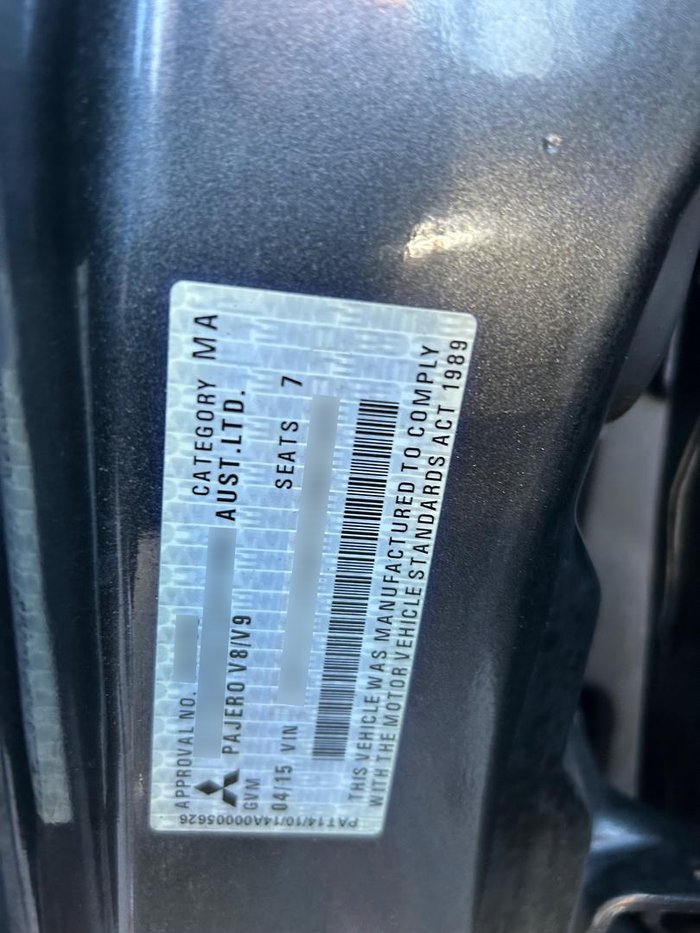 APPROVAL NO. CATEGORY MA
AUST.LTD.
PAJERO V8/V9
GVM SEATS 7
04/15 VIN
THIS VEHICLE WAS MANUFACTURED TO COMPLY
WITH THE MOTOR VEHICLE STANDARDS ACT 1989
PAT14/10/14A00005626